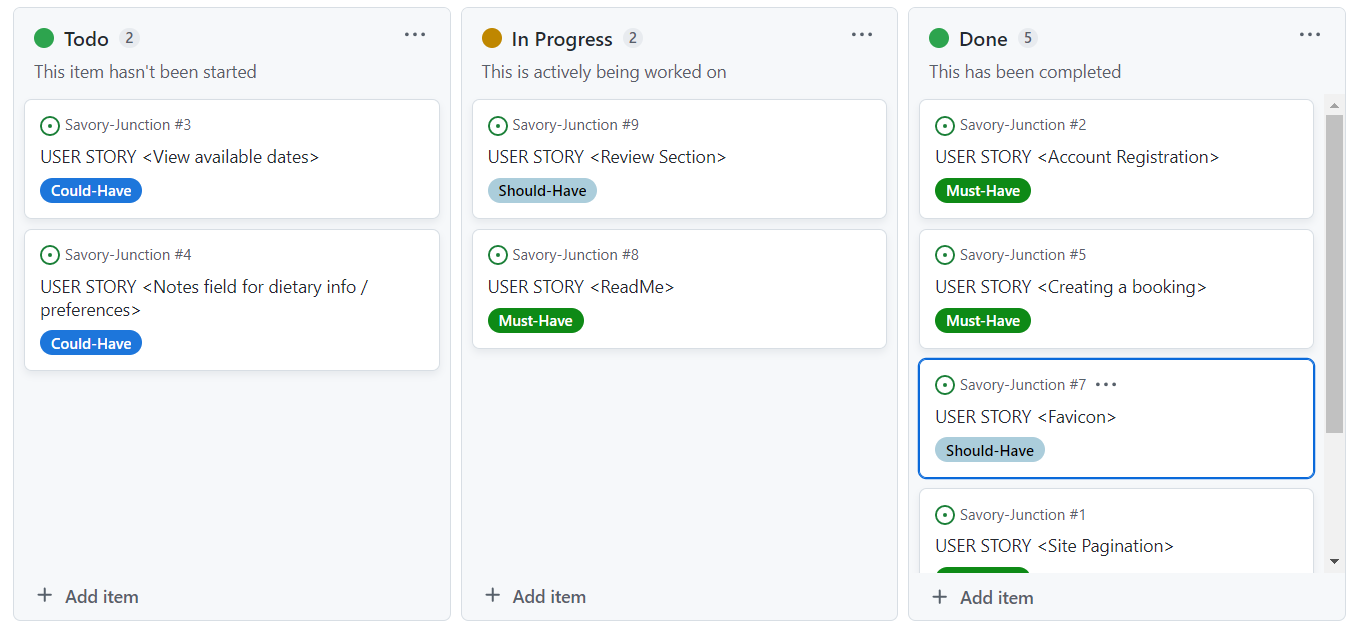 Todo 2
This item hasn't been started
Savory-Junction #3
USER STORY <View available dates>
Could-Have
Savory-Junction #4
USER STORY <Notes field for dietary info /
preferences>
Could-Have
+ Add item
In Progress 2
This is actively being worked on
Savory-Junction #9
USER STORY <Review Section>
Should-Have
Savory-Junction #8
USER STORY <ReadMe>
Must-Have
+ Add item
Done 5
This has been completed
Savory-Junction #2
USER STORY <Account Registration>
Must-Have
Savory-Junction #5
USER STORY <Creating a booking>
Must-Have
Savory-Junction #7
USER STORY <Favicon>
Should-Have
Savory-Junction #1
USER STORY <Site Pagination>
+ Add item